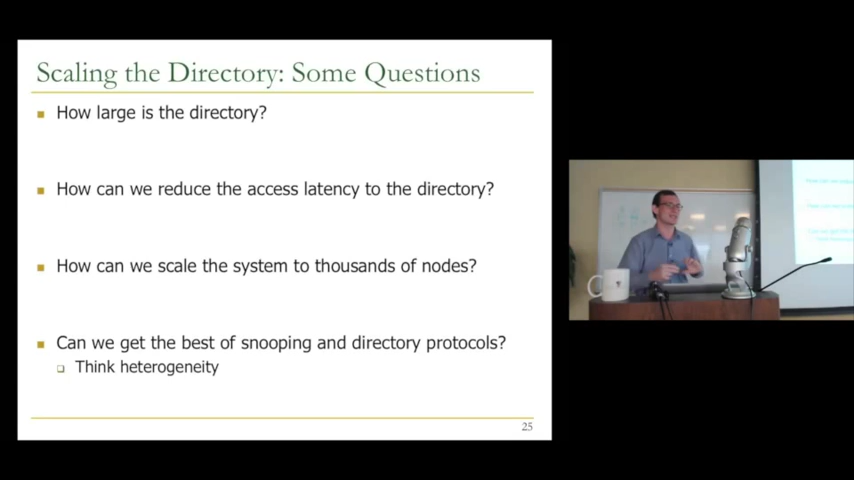 Scaling the Directory: Some Questions
How large is the directory?
How can we reduce the access latency to the directory?
How can we scale the system to thousands of nodes?
Can we get the best of snooping and directory protocols?
Think heterogeneity
25